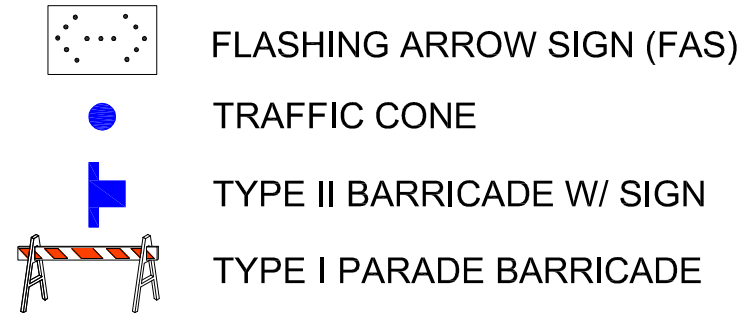 FLASHING ARROW SIGN (FAS)
TRAFFIC CONE
TYPE II BARRICADE W/ SIGN
TYPE I PARADE BARRICADE